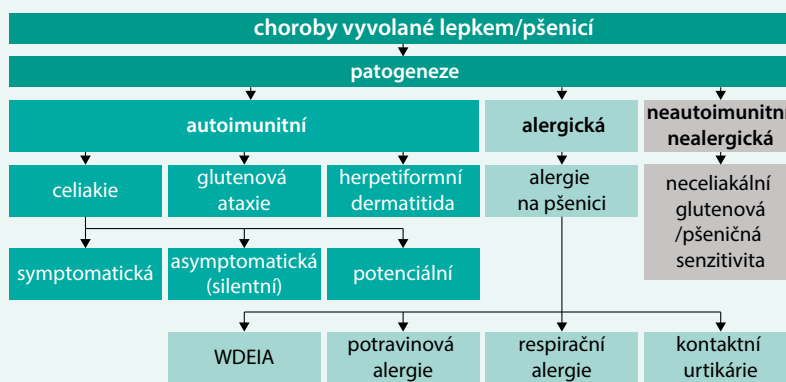 choroby vyvolané lepkem/pšenicí
patogeneze
autoimunitní
alergická
neautoimunitní
nealergická
celiakie
glutenová
ataxie
herpetiformní
dermatitida
alergie
na pšenici
neceliakální
glutenová
/pšeničná
senzitivita
symptomatická
asymptomatická
(silentní)
potenciální
WDEIA
potravinová
alergie
respirační
alergie
kontaktní
urtikárie